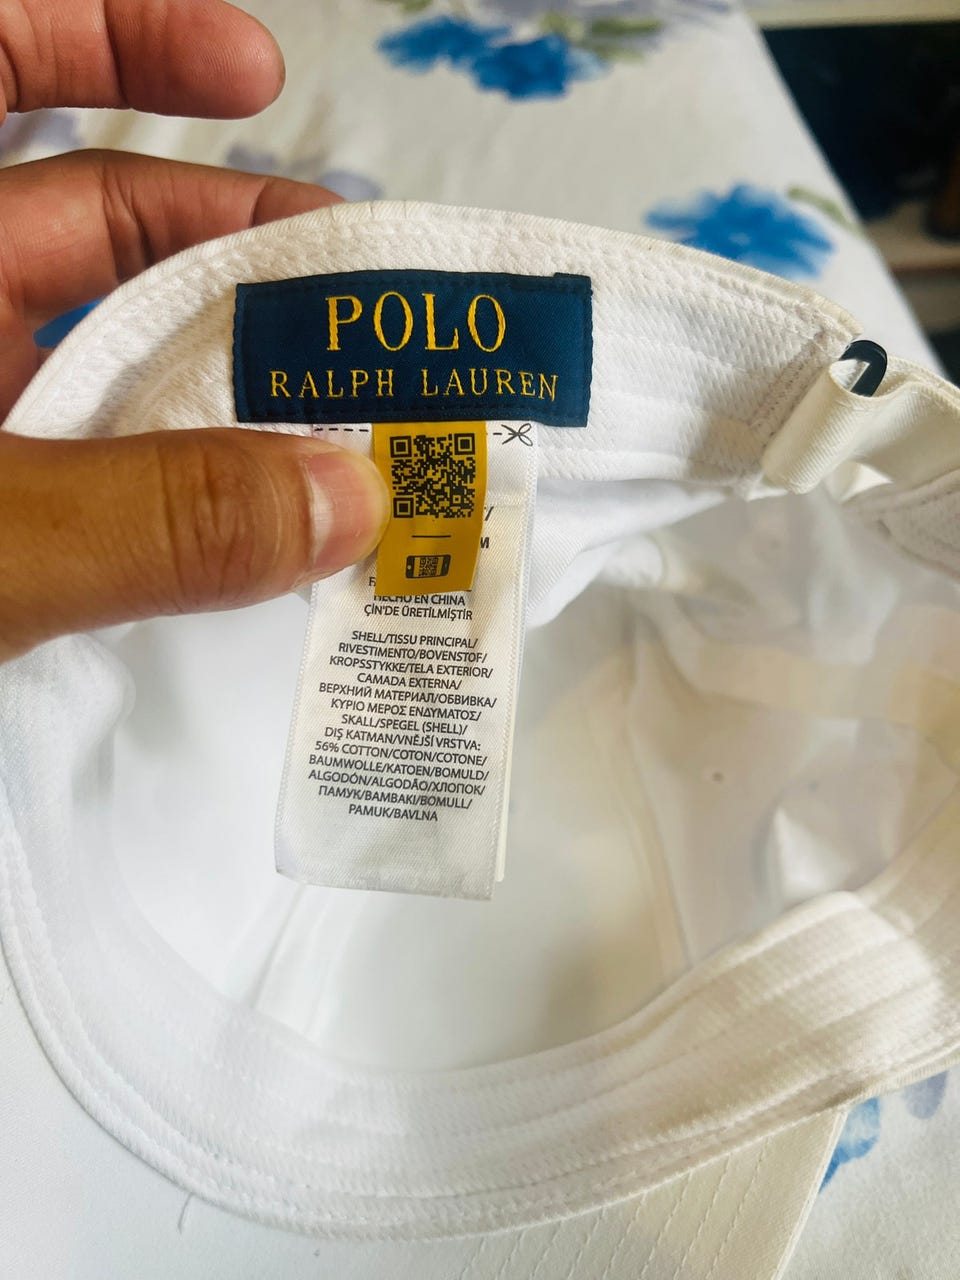 POLO
RALPH LAUREN
HECHO EN CHINA
ÇİN'DE ÜRETİLMİŞTİR
SHELL/TISSU PRINCIPAL/
RIVESTIMENTO/BOVENSTOF/
KROPSSTYKKE/TELA EXTERIOR/
CAMADA EXTERNA/
ВЕРХНИЙ МАТЕРИАЛ/ОБВИВКА/
ΚΥΡΙΟ ΜΕΡΟΣ ΕΝΔΥΜΑΤΟΣ/
SKALL/SPEGEL (SHELL)/
DIŞ KATMAN/VNĚJŠÍ VRSTVA:
56% COTTON/COTON/COTONE/
BAUMWOLLE/KATOEN/BOMULD/
ALGODÓN/ALGODÃO/ХЛОПОК/
ПАМУК/ΒΑΜΒΑΚΙ/BOMULL/
PAMUK/BAVLNA